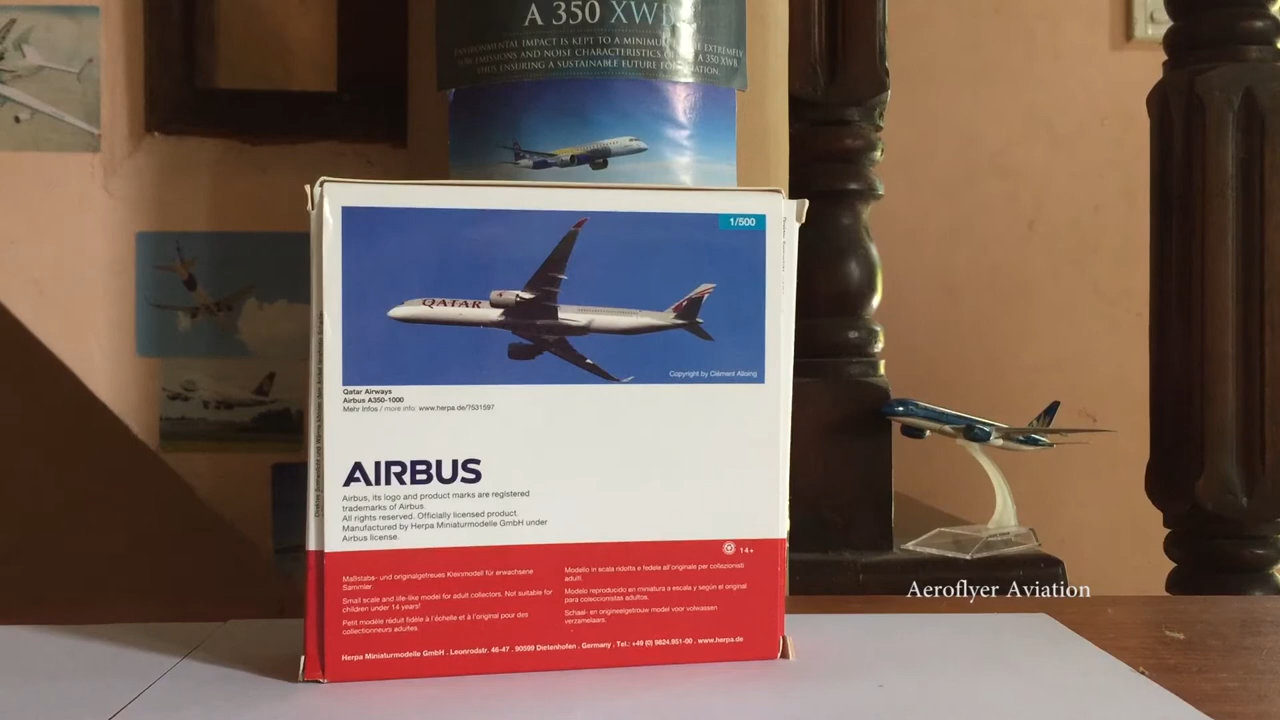 A 350 XWB
ENVIRONMENTAL IMPACT IS KEPT TO A MINIMUM EXTREMELY
EMISSIONS AND NOISE CHARACTERISTICS A 350 XWB
THUS ENSURING A SUSTAINABLE FUTURE FOR AVIATION.
1/500
QATAR
Copyright by Clément Alloing
Qatar Airways
Airbus A350-1000
Mehr Infos / more info: www.herpa.de/?531597
AIRBUS
Airbus, its logo and product marks are registered
trademarks of Airbus.
All rights reserved. Officially licensed product.
Manufactured by Herpa Miniaturmodelle GmbH under
Airbus license.
14+
Maßstabs- und originalgetreues Kleinmodell für erwachsene
Sammler.
Small scale and life-like model for adult collectors. Not suitable for
children under 14 years!
Petit modèle réduit fidèle à l'échelle et à l'original pour des
collectionneurs adultes.
Modello in scala ridotta e fedele all'originale per collezionisti
adulti.
Modelo reproducido en miniatura a escala y según el original
para coleccionistas adultos.
Schaal- en origineelgetrouw model voor volwassen
verzamelaars.
Herpa Miniaturmodelle GmbH . Leonrodstr. 46-47 . 90599 Dietenhofen . Germany . Tel.: +49 (0) 9824.951-00 . www.herpa.de
Aeroflyer Aviation